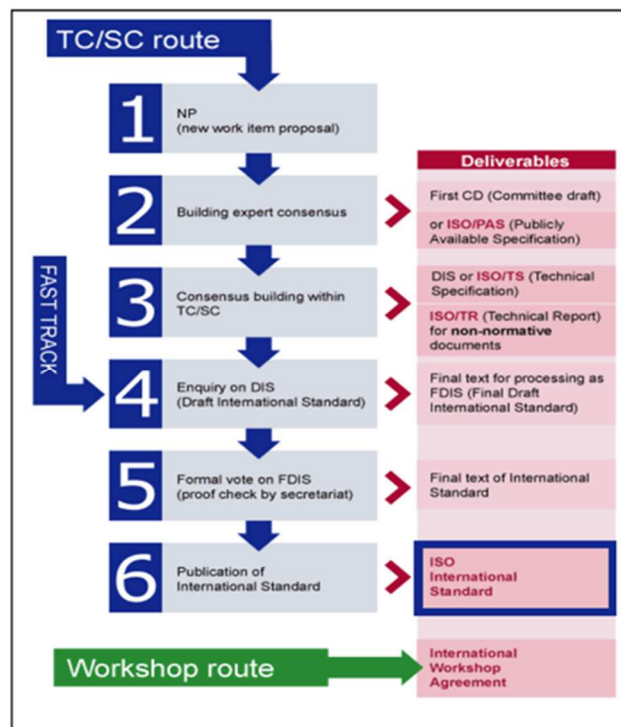 TC/SC route
1
NP
(new work item proposal)
Deliverables
2
Building expert consensus
First CD (Committee draft)
or ISO/PAS (Publicly
Available Specification)
FAST TRACK
3
Consensus building within
TC/SC
DIS or ISO/TS (Technical
Specification)
ISO/TR (Technical Report)
for non-normative
documents
4
Enquiry on DIS
(Draft International Standard)
Final text for processing as
FDIS (Final Draft
International Standard)
5
Formal vote on FDIS
(proof check by secretariat)
Final text of International
Standard
6
Publication of
International Standard
ISO
International
Standard
Workshop route
International
Workshop
Agreement